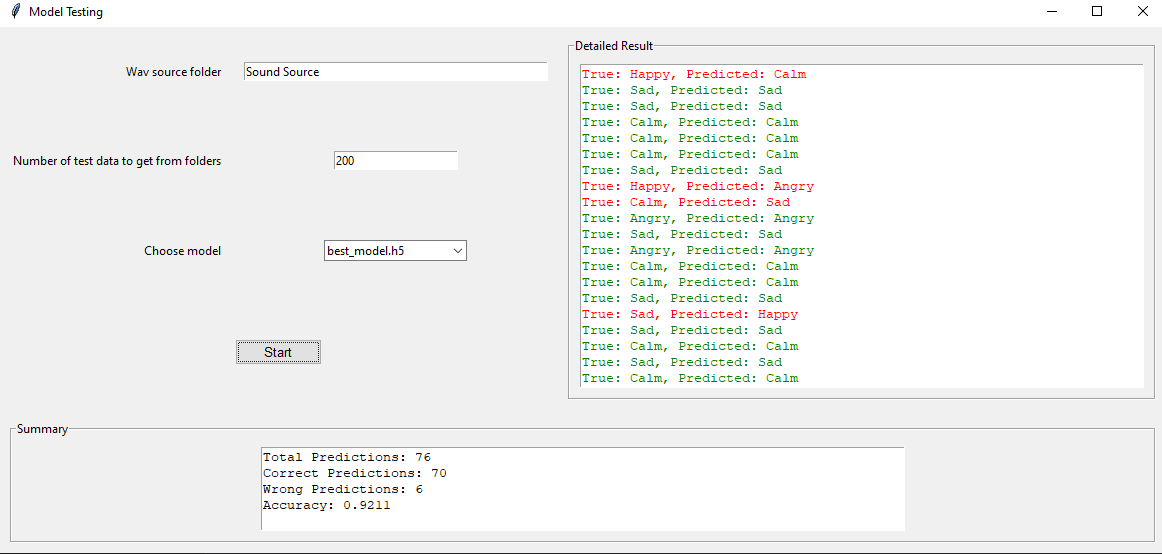 Model Testing
Wav source folder
Sound Source
Number of test data to get from folders
200
Choose model
best_model.h5
Start
Detailed Result
True: Happy, Predicted: Calm
True: Sad, Predicted: Sad
True: Sad, Predicted: Sad
True: Calm, Predicted: Calm
True: Calm, Predicted: Calm
True: Calm, Predicted: Calm
True: Sad, Predicted: Sad
True: Happy, Predicted: Angry
True: Calm, Predicted: Sad
True: Angry, Predicted: Angry
True: Sad, Predicted: Sad
True: Angry, Predicted: Angry
True: Calm, Predicted: Calm
True: Calm, Predicted: Calm
True: Sad, Predicted: Sad
True: Sad, Predicted: Happy
True: Sad, Predicted: Sad
True: Calm, Predicted: Calm
True: Sad, Predicted: Sad
True: Calm, Predicted: Calm
Summary
Total Predictions: 76
Correct Predictions: 70
Wrong Predictions: 6
Accuracy: 0.9211